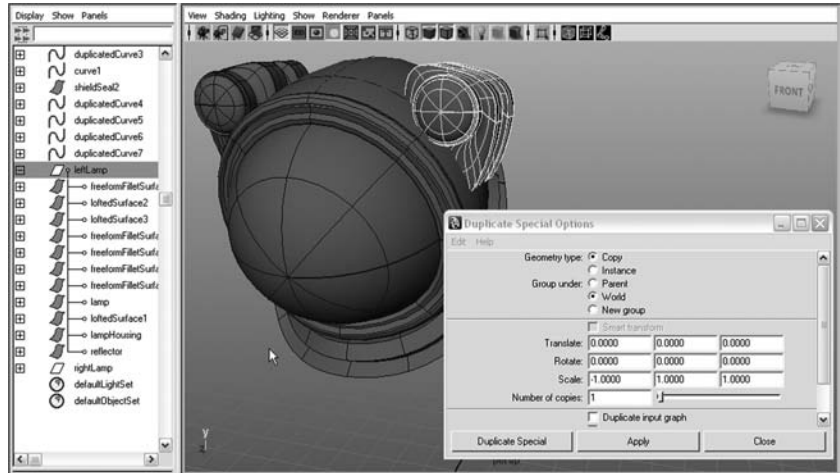 Display Show Panels
View Shading Lighting Show Renderer Panels
duplicatedCurve3
curve1
shieldSeal2
duplicatedCurve4
duplicatedCurve5
duplicatedCurve6
duplicatedCurve7
leftLamp
freeformFilletSurfa
loftedSurface2
loftedSurface3
freeformFilletSurfa
freeformFilletSurfa
freeformFilletSurfa
lamp
loftedSurface1
lampHousing
reflector
rightLamp
defaultLightSet
defaultObjectSet
FRONT
Duplicate Special Options
Edit Help
Geometry type: Copy
Instance
Group under: Parent
World
New group
Smart transform
Translate: 0.0000 0.0000 0.0000
Rotate: 0.0000 0.0000 0.0000
Scale: -1.0000 1.0000 1.0000
Number of copies: 1
Duplicate input graph
Duplicate Special Apply Close
y
z
persp